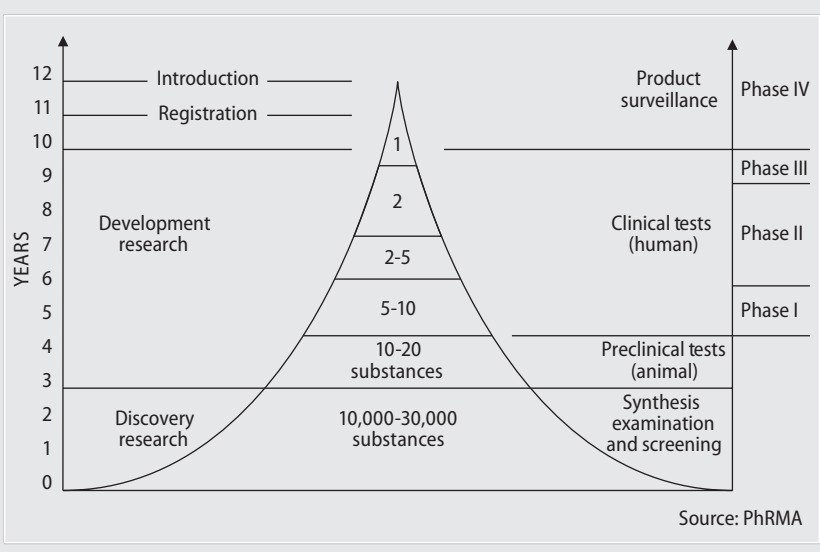 YEARS
12
11
10
9
8
7
6
5
4
3
2
1
0
Introduction
Registration
Development
research
Discovery
research
1
2
2-5
5-10
10-20
substances
10,000-30,000
substances
Product
surveillance
Clinical tests
(human)
Preclinical tests
(animal)
Synthesis
examination
and screening
Phase IV
Phase III
Phase II
Phase I
Source: PhRMA